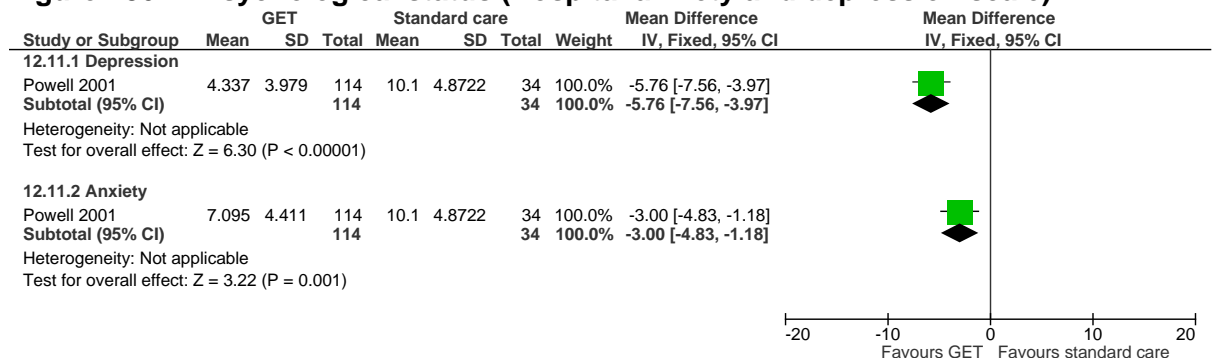 GET Standard care Mean Difference Mean Difference
Study or Subgroup Mean SD Total Mean SD Total Weight IV, Fixed, 95% CI IV, Fixed, 95% CI
12.11.1 Depression
Powell 2001 4.337 3.979 114 10.1 4.8722 34 100.0% -5.76 [-7.56, -3.97]
Subtotal (95% CI) 114 34 100.0% -5.76 [-7.56, -3.97]
Heterogeneity: Not applicable
Test for overall effect: Z = 6.30 (P < 0.00001)
12.11.2 Anxiety
Powell 2001 7.095 4.411 114 10.1 4.8722 34 100.0% -3.00 [-4.83, -1.18]
Subtotal (95% CI) 114 34 100.0% -3.00 [-4.83, -1.18]
Heterogeneity: Not applicable
Test for overall effect: Z = 3.22 (P = 0.001)
-20 -10 0 10 20
Favours GET Favours standard care